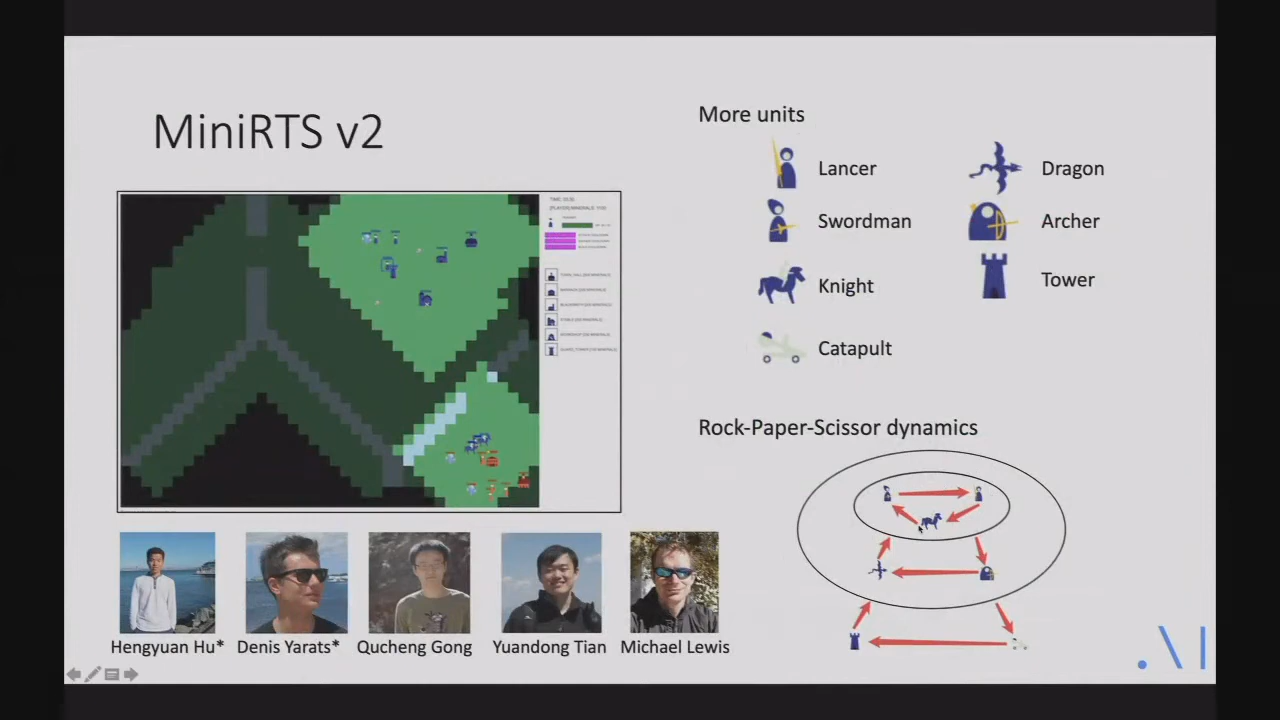 MiniRTS v2
More units
Lancer
Dragon
Swordman
Archer
Knight
Tower
Catapult
Rock-Paper-Scissor dynamics
Hengyuan Hu*
Denis Yarats*
Qucheng Gong
Yuandong Tian
Michael Lewis
.AI